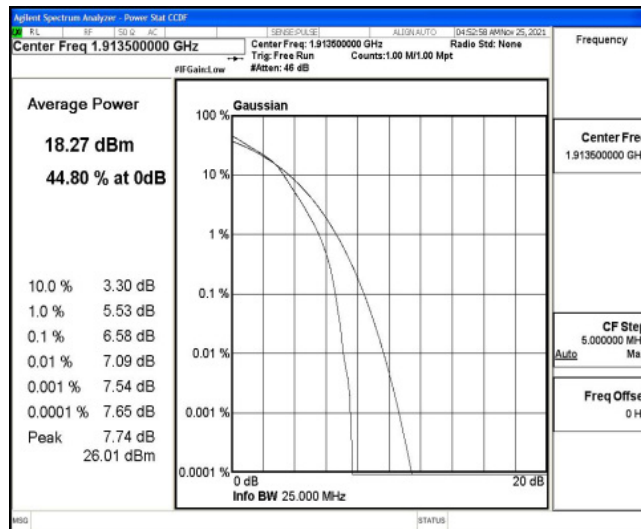 Agilent Spectrum Analyzer - Power Stat CCDF
RL RF 50 Ω AC SENSE:PULSE ALIGN AUTO 04:52:58 AM Nov 25, 2021
Center Freq 1.913500000 GHz
Center Freq: 1.913500000 GHz Radio Std: None
Trig: Free Run Counts:1.00 M/1.00 Mpt
#IFGain:Low #Atten: 46 dB
Frequency
Average Power
18.27 dBm
44.80 % at 0dB
10.0 % 3.30 dB
1.0 % 5.53 dB
0.1 % 6.58 dB
0.01 % 7.09 dB
0.001 % 7.54 dB
0.0001 % 7.65 dB
Peak 7.74 dB
26.01 dBm
Gaussian
100 %
10 %
1 %
0.1 %
0.01 %
0.001 %
0.0001 %
0 dB 20 dB
Info BW 25.000 MHz
Center Fre
1.913500000 GH
CF Step
5.000000 MH
Auto Ma
Freq Offse
0 H
MSG STATUS